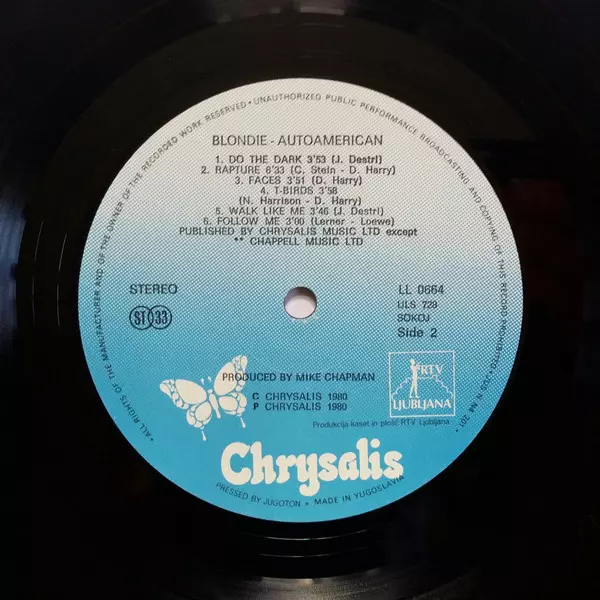 • ALL RIGHTS OF THE MANUFACTURER AND OF THE OWNER OF THE RECORDED WORK RESERVED • UNAUTHORIZED PUBLIC PERFORMANCE BROADCASTING AND COPYING OF THIS RECORD PROHIBITED •
BLONDIE - AUTOAMERICAN
1. DO THE DARK 3'53 (J. Destri)
2. RAPTURE 6'33 (C. Stein - D. Harry)
3. FACES 3'51 (D. Harry)
4. T-BIRDS 3'58
(N. Harrison - D. Harry)
5. WALK LIKE ME 3'46 (J. Destri)
6. FOLLOW ME 3'00 (Lerner - Loewe)
PUBLISHED BY CHRYSALIS MUSIC LTD except
** CHAPPELL MUSIC LTD
STEREO
LL 0664
ULS 728
SOKOJ
Side 2
ST 33
RTV
LJUBLJANA
PRODUCED BY MIKE CHAPMAN
C CHRYSALIS 1980
P CHRYSALIS 1980
Produkcija kaset in plošč RTV Ljubljana
Chrysalis
PRESSED BY JUGOTON • MADE IN YUGOSLAVIA